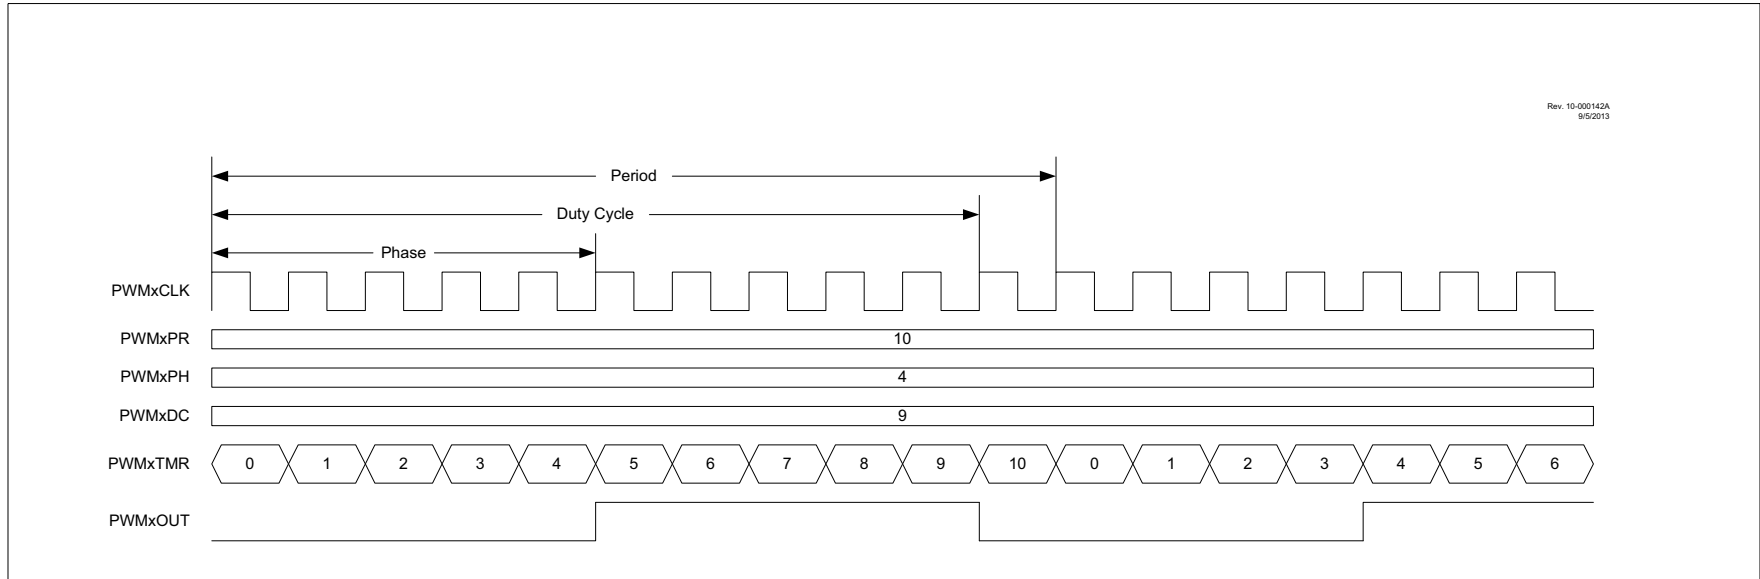 Rev. 10-000142A
9/5/2013
Period
Duty Cycle
Phase
PWMxCLK
PWMxPR 10
PWMxPH 4
PWMxDC 9
PWMxTMR 0 1 2 3 4 5 6 7 8 9 10 0 1 2 3 4 5 6
PWMxOUT